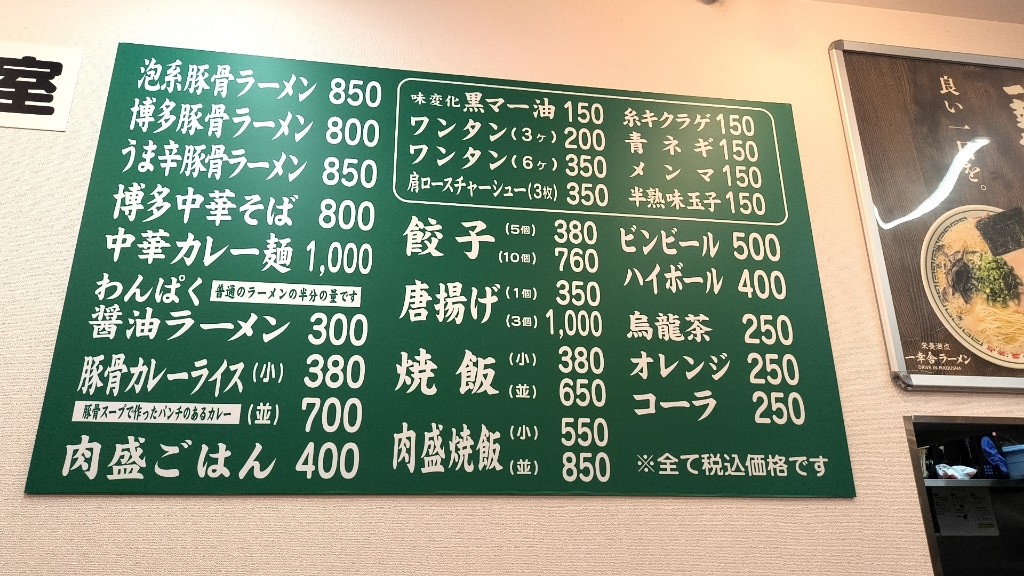 室
泡系豚骨ラーメン 850
博多豚骨ラーメン 800
うま辛豚骨ラーメン 850
博多中華そば 800
中華カレー麺 1,000
わんぱく 普通のラーメンの半分の量です
醤油ラーメン 300
豚骨カレーライス(小) 380
豚骨スープで作ったパンチのあるカレー (並) 700
肉盛ごはん 400
味変化 黒マー油 150
ワンタン(3ヶ) 200
ワンタン(6ヶ) 350
肩ロースチャーシュー(3枚) 350
糸キクラゲ 150
青ネギ 150
メンマ 150
半熟味玉子 150
餃子 (5個) 380
(10個) 760
唐揚げ (1個) 350
(3個) 1,000
焼飯 (小) 380
(並) 650
肉盛焼飯 (小) 550
(並) 850
ビンビール 500
ハイボール 400
烏龍茶 250
オレンジ 250
コーラ 250
※全て税込価格です
良い一日を。
一幸舎ラーメン